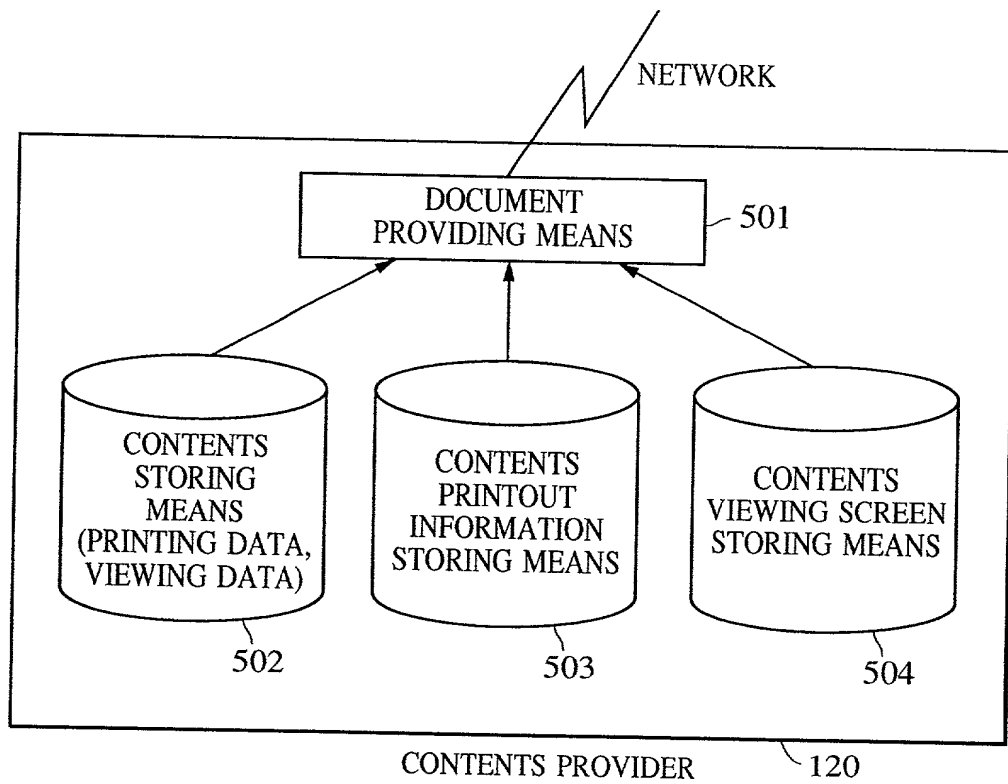 NETWORK
DOCUMENT
PROVIDING MEANS
501
CONTENTS
STORING
MEANS
(PRINTING DATA,
VIEWING DATA)
CONTENTS
PRINTOUT
INFORMATION
STORING MEANS
CONTENTS
VIEWING SCREEN
STORING MEANS
502
503
504
CONTENTS PROVIDER
120